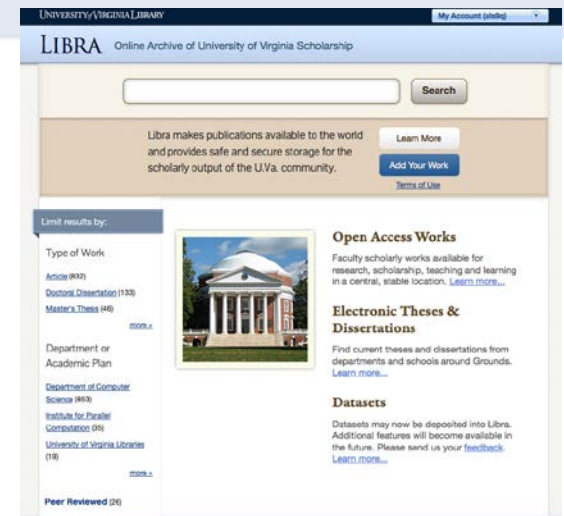 UNIVERSITY of VIRGINIA LIBRARY
My Account (alslkq)
LIBRA Online Archive of University of Virginia Scholarship
Search
Libra makes publications available to the world
and provides safe and secure storage for the
scholarly output of the U.Va. community.
Learn More
Add Your Work
Terms of Use
Limit results by:
Type of Work
Article (832)
Doctoral Dissertation (133)
Master's Thesis (46)
more »
Department or
Academic Plan
Department of Computer
Science (853)
Institute for Parallel
Computation (35)
University of Virginia Libraries
(19)
more »
Peer Reviewed (26)
Open Access Works
Faculty scholarly works available for
research, scholarship, teaching and learning
in a central, stable location. Learn more...
Electronic Theses &
Dissertations
Find current theses and dissertations from
departments and schools around Grounds.
Learn more...
Datasets
Datasets may now be deposited into Libra.
Additional features will become available in
the future. Please send us your feedback.
Learn more...